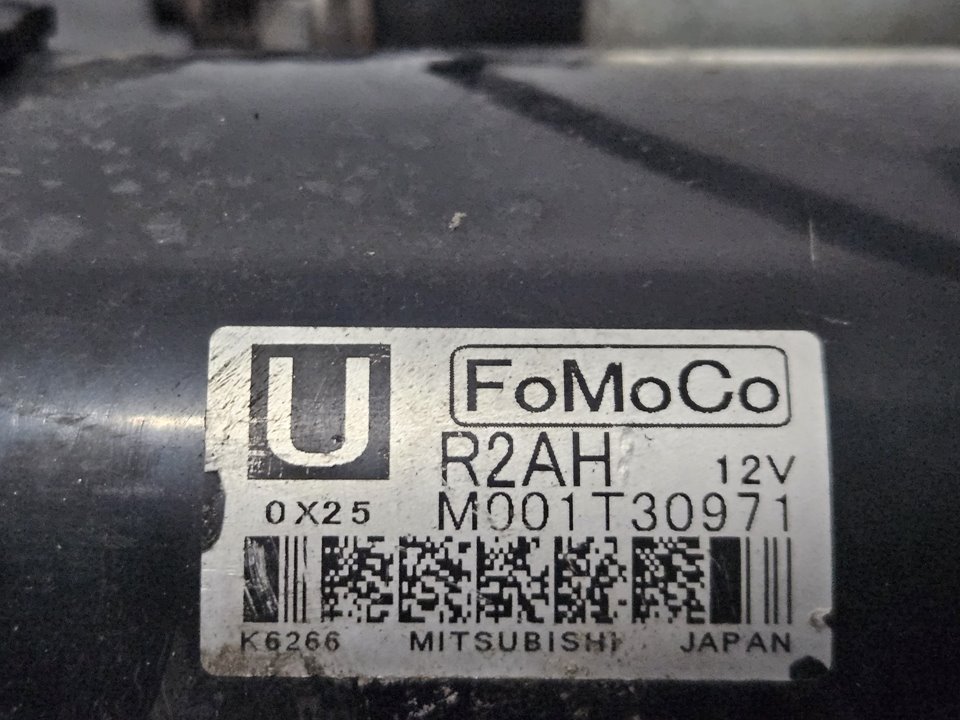 U
FoMoCo
R2AH 12V
0X25 M001T30971
K6266 MITSUBISHI JAPAN